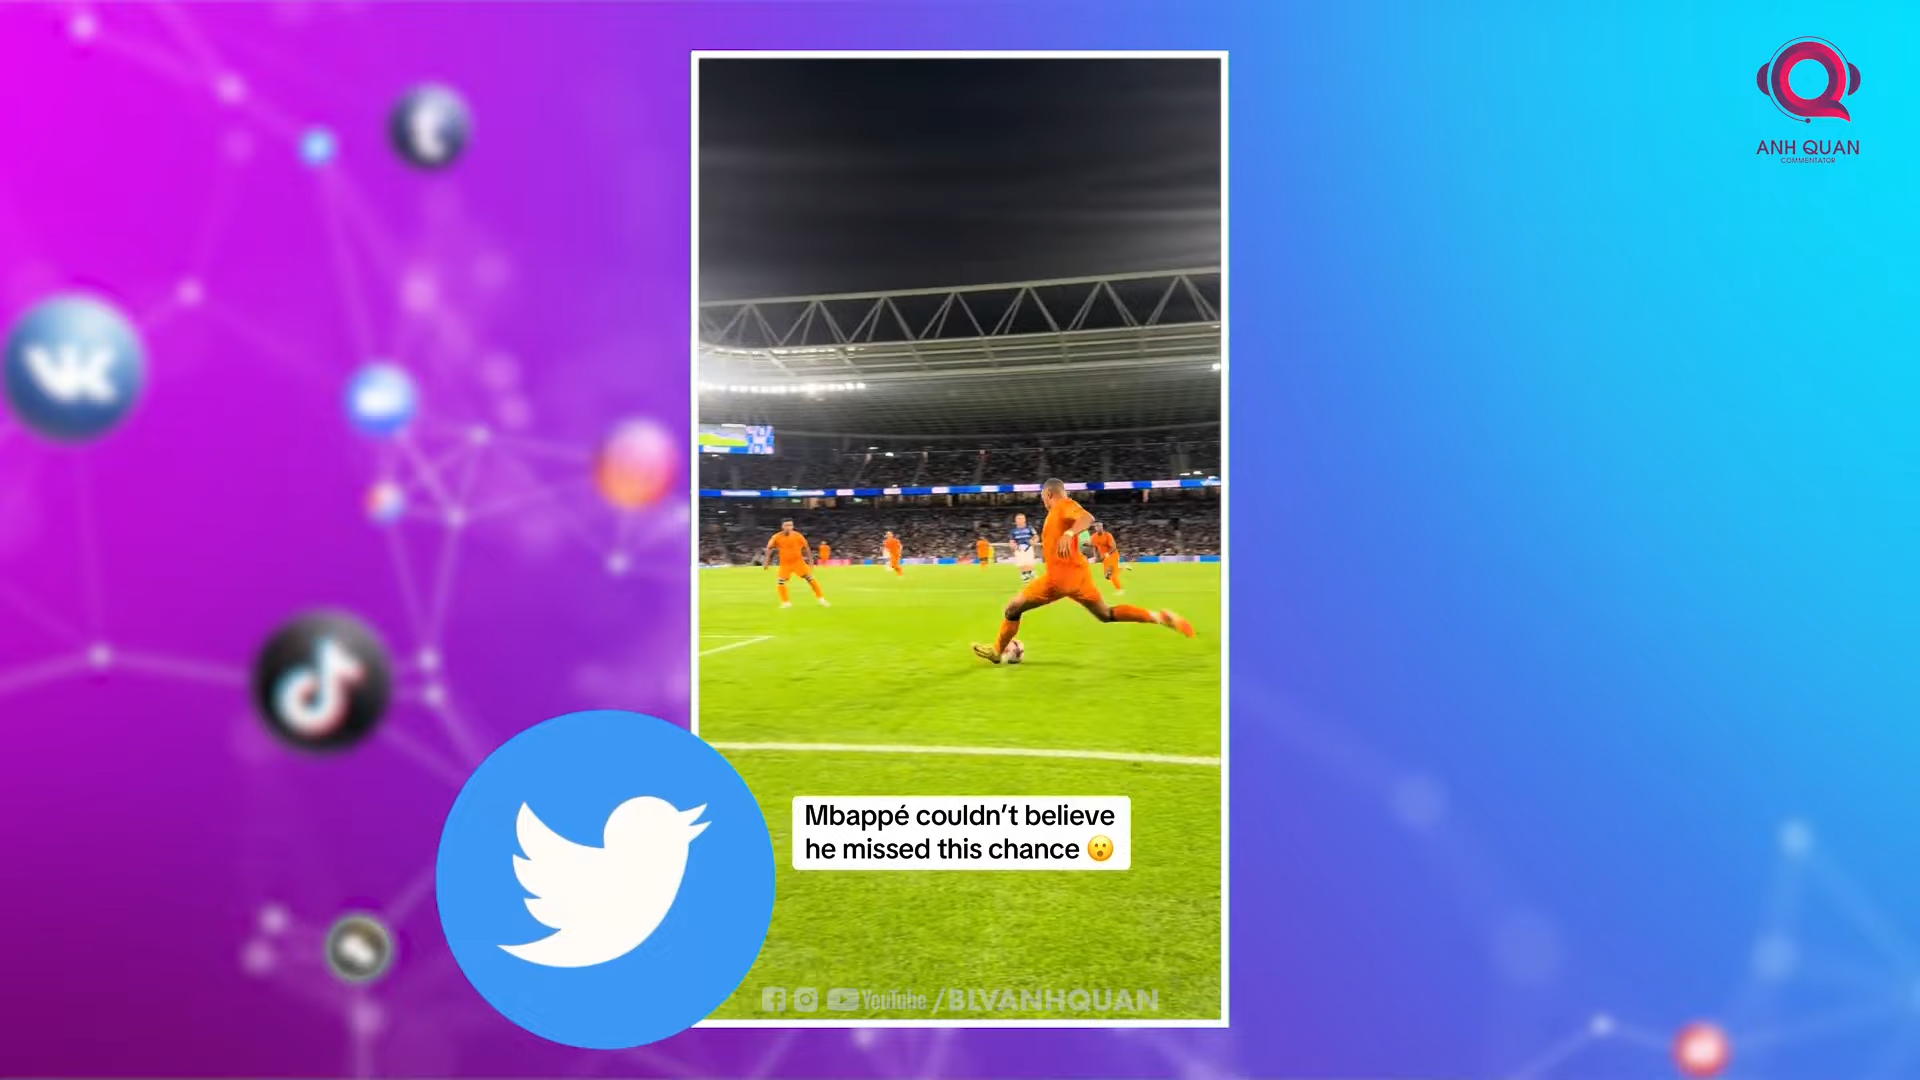 ANH QUAN
COMMENTATOR
Mbappé couldn’t believe
he missed this chance 😮
YouTube /BLVANHQUAN